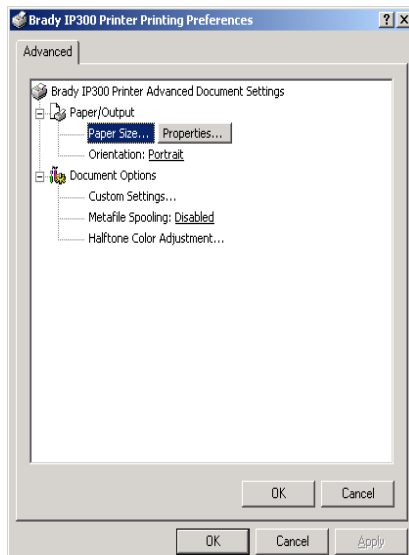 Brady IP300 Printer Printing Preferences
Advanced
Brady IP300 Printer Advanced Document Settings
Paper/Output
Paper Size... Properties...
Orientation: Portrait
Document Options
Custom Settings...
Metafile Spooling: Disabled
Halftone Color Adjustment...
OK Cancel
OK Cancel Apply